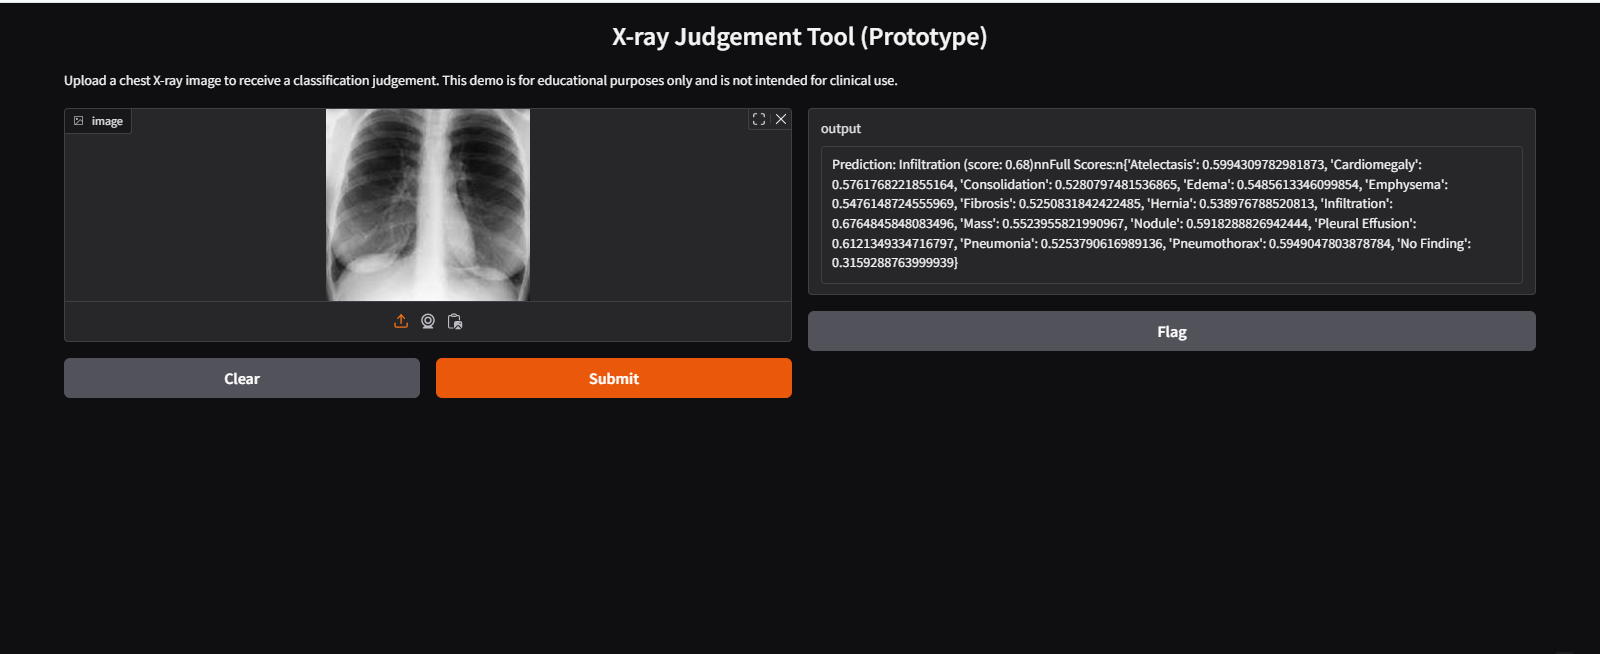 X-ray Judgement Tool (Prototype)
Upload a chest X-ray image to receive a classification judgement. This demo is for educational purposes only and is not intended for clinical use.
image
output
Prediction: Infiltration (score: 0.68)nnFull Scores:n{'Atelectasis': 0.5994309782981873, 'Cardiomegaly':
0.5761768221855164, 'Consolidation': 0.5280797481536865, 'Edema': 0.5485613346099854, 'Emphysema':
0.5476148724555969, 'Fibrosis': 0.5250831842422485, 'Hernia': 0.538976788520813, 'Infiltration':
0.6764845848083496, 'Mass': 0.5523955821990967, 'Nodule': 0.5918288826942444, 'Pleural Effusion':
0.6121349334716797, 'Pneumonia': 0.5253790616989136, 'Pneumothorax': 0.5949047803878784, 'No Finding':
0.3159288763999939}
Flag
Clear
Submit